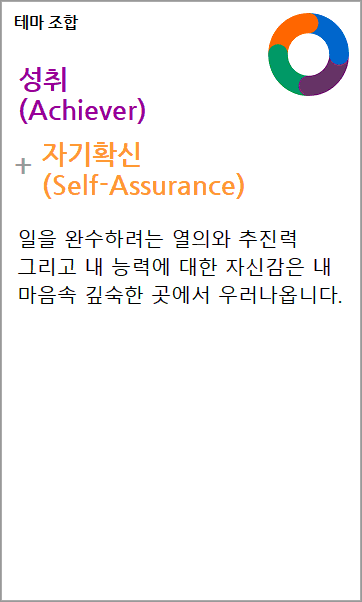 테마 조합
성취
(Achiever)
+ 자기확신
(Self-Assurance)
일을 완수하려는 열의와 추진력
그리고 내 능력에 대한 자신감은 내
마음속 깊숙한 곳에서 우러나옵니다.